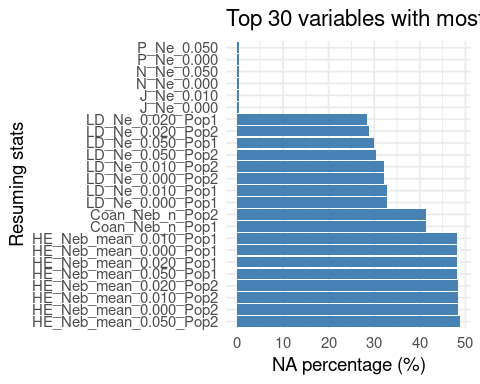 Top 30 variables with most
P_Ne_0.050
P_Ne_0.000
N_Ne_0.050
N_Ne_0.000
J_Ne_0.010
J_Ne_0.000
LD_Ne_0.020_Pop1
LD_Ne_0.020_Pop2
LD_Ne_0.050_Pop1
LD_Ne_0.050_Pop2
LD_Ne_0.010_Pop2
LD_Ne_0.000_Pop2
LD_Ne_0.010_Pop1
LD_Ne_0.000_Pop1
Coan_Neb_n_Pop2
Coan_Neb_n_Pop1
HE_Neb_mean_0.010_Pop1
HE_Neb_mean_0.000_Pop1
HE_Neb_mean_0.020_Pop1
HE_Neb_mean_0.050_Pop1
HE_Neb_mean_0.020_Pop2
HE_Neb_mean_0.010_Pop2
HE_Neb_mean_0.000_Pop2
HE_Neb_mean_0.050_Pop2
Resuming stats
0 10 20 30 40 50
NA percentage (%)